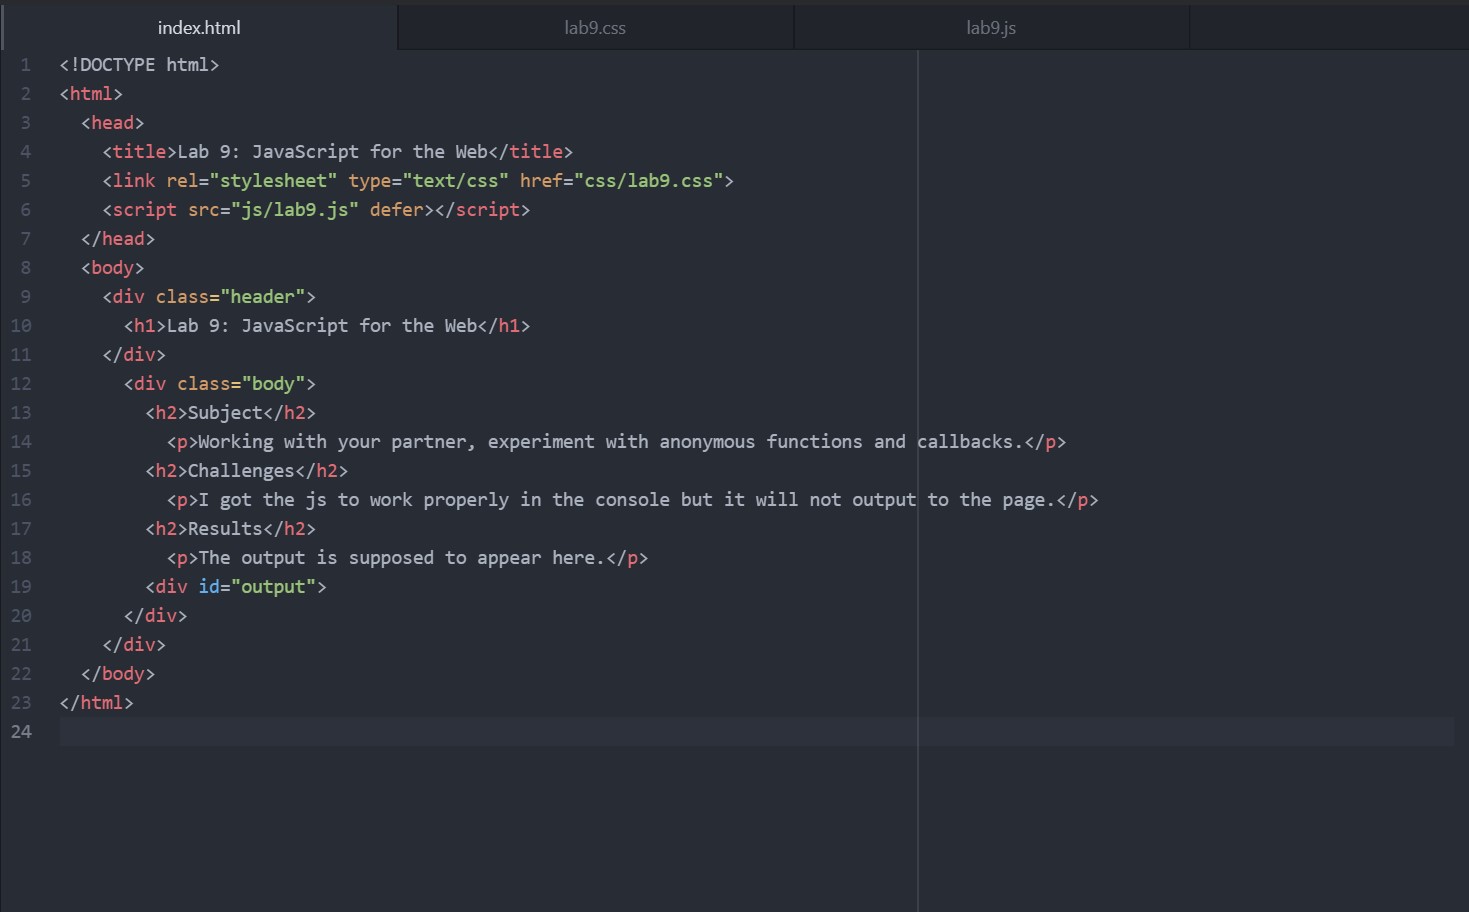 index.html lab9.css lab9.js
1 <!DOCTYPE html>
2 <html>
3   <head>
4     <title>Lab 9: JavaScript for the Web</title>
5     <link rel="stylesheet" type="text/css" href="css/lab9.css">
6     <script src="js/lab9.js" defer></script>
7   </head>
8   <body>
9     <div class="header">
10       <h1>Lab 9: JavaScript for the Web</h1>
11     </div>
12       <div class="body">
13         <h2>Subject</h2>
14           <p>Working with your partner, experiment with anonymous functions and callbacks.</p>
15         <h2>Challenges</h2>
16           <p>I got the js to work properly in the console but it will not output to the page.</p>
17         <h2>Results</h2>
18           <p>The output is supposed to appear here.</p>
19         <div id="output">
20       </div>
21     </div>
22   </body>
23 </html>
24